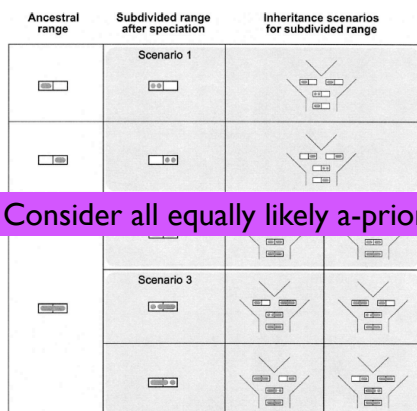 Ancestral range
Subdivided range after speciation
Inheritance scenarios for subdivided range
Scenario 1
Consider all equally likely a-prior
Scenario 3